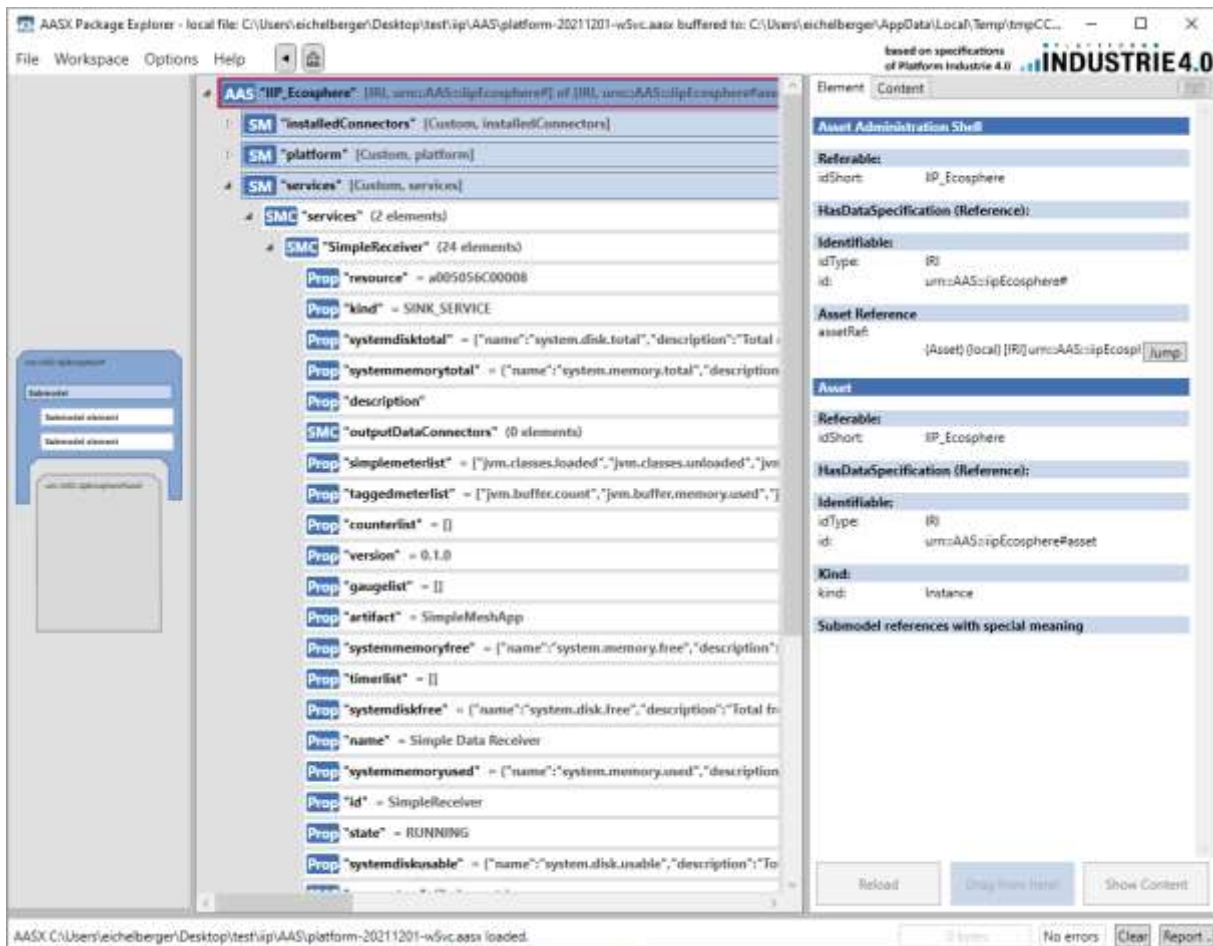 AASX Package Explorer - local file: C:\Users\eichelberger\Desktop\test\iip\AAS\platform-20211201-wSvc.aasx buffered to: C:\Users\eichelberger\AppData\Local\Temp\tmpCC...
File Workspace Options Help
based on specifications
of Platform Industrie 4.0
INDUSTRIE4.0
AAS "IIP_Ecosphere" [IRI, urn:::AAS:::iipEcosphere#] of [IRI, urn:::AAS:::iipEcosphere#asse
SM "installedConnectors" [Custom, installedConnectors]
SM "platform" [Custom, platform]
SM "services" [Custom, services]
SMC "services" (2 elements)
SMC "SimpleReceiver" (24 elements)
Prop "resource" = a005056C00008
Prop "kind" = SINK_SERVICE
Prop "systemdisktotal" = {"name":"system.disk.total","description":"Total
Prop "systemmemorytotal" = {"name":"system.memory.total","description
Prop "description"
SMC "outputDataConnectors" (0 elements)
Prop "simplemeterlist" = ["jvm.classes.loaded","jvm.classes.unloaded","jvm
Prop "taggedmeterlist" = ["jvm.buffer.count","jvm.buffer.memory.used","j
Prop "counterlist" = []
Prop "version" = 0.1.0
Prop "gaugelist" = []
Prop "artifact" = SimpleMeshApp
Prop "systemmemoryfree" = {"name":"system.memory.free","description":
Prop "timerlist" = []
Prop "systemdiskfree" = {"name":"system.disk.free","description":"Total fr
Prop "name" = Simple Data Receiver
Prop "systemmemoryused" = {"name":"system.memory.used","description
Prop "id" = SimpleReceiver
Prop "state" = RUNNING
Prop "systemdiskusable" = {"name":"system.disk.usable","description":"To
Submodel
Submodel element
Submodel element
Element Content
Asset Administration Shell
Referable:
idShort: IIP_Ecosphere
HasDataSpecification (Reference):
Identifiable:
idType: IRI
id: urn:::AAS:::iipEcosphere#
Asset Reference
assetRef:
(Asset) (local) [IRI] urn:::AAS:::iipEcospl Jump
Asset
Referable:
idShort: IIP_Ecosphere
HasDataSpecification (Reference):
Identifiable:
idType: IRI
id: urn:::AAS:::iipEcosphere#asset
Kind:
kind: Instance
Submodel references with special meaning
Reload Drag from here! Show Content
AASX C:\Users\eichelberger\Desktop\test\iip\AAS\platform-20211201-wSvc.aasx loaded.
No errors Clear Report..